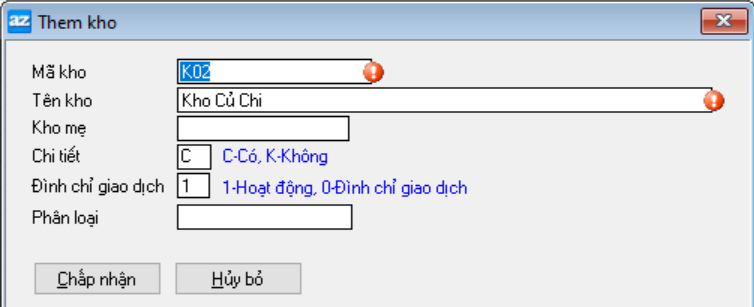 az Them kho
Mã kho K02
Tên kho Kho Củ Chi
Kho mẹ
Chi tiết C C-Có, K-Không
Đình chỉ giao dịch 1 1-Hoạt động, 0-Đình chỉ giao dịch
Phân loại
Chấp nhận Hủy bỏ